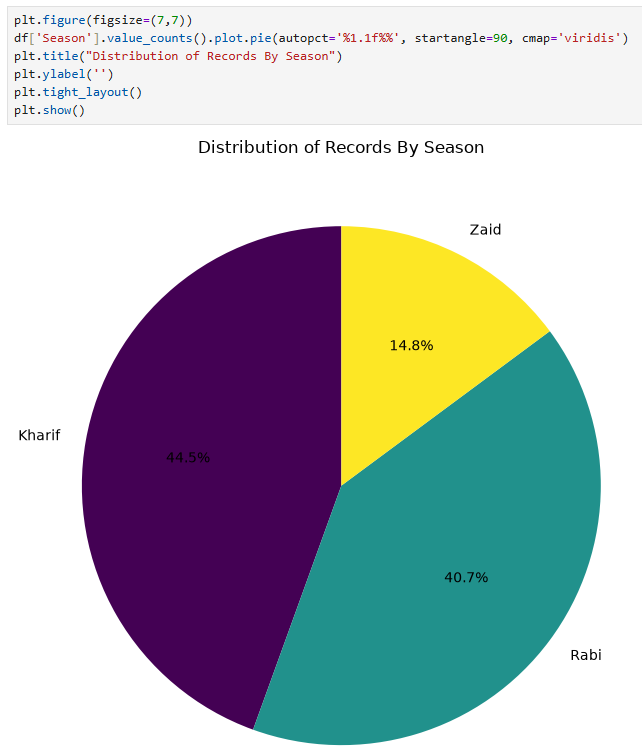 plt.figure(figsize=(7,7))
df['Season'].value_counts().plot.pie(autopct='%1.1f%%', startangle=90, cmap='viridis')
plt.title("Distribution of Records By Season")
plt.ylabel('')
plt.tight_layout()
plt.show()
Distribution of Records By Season
Zaid
14.8%
Kharif
44.5%
40.7%
Rabi